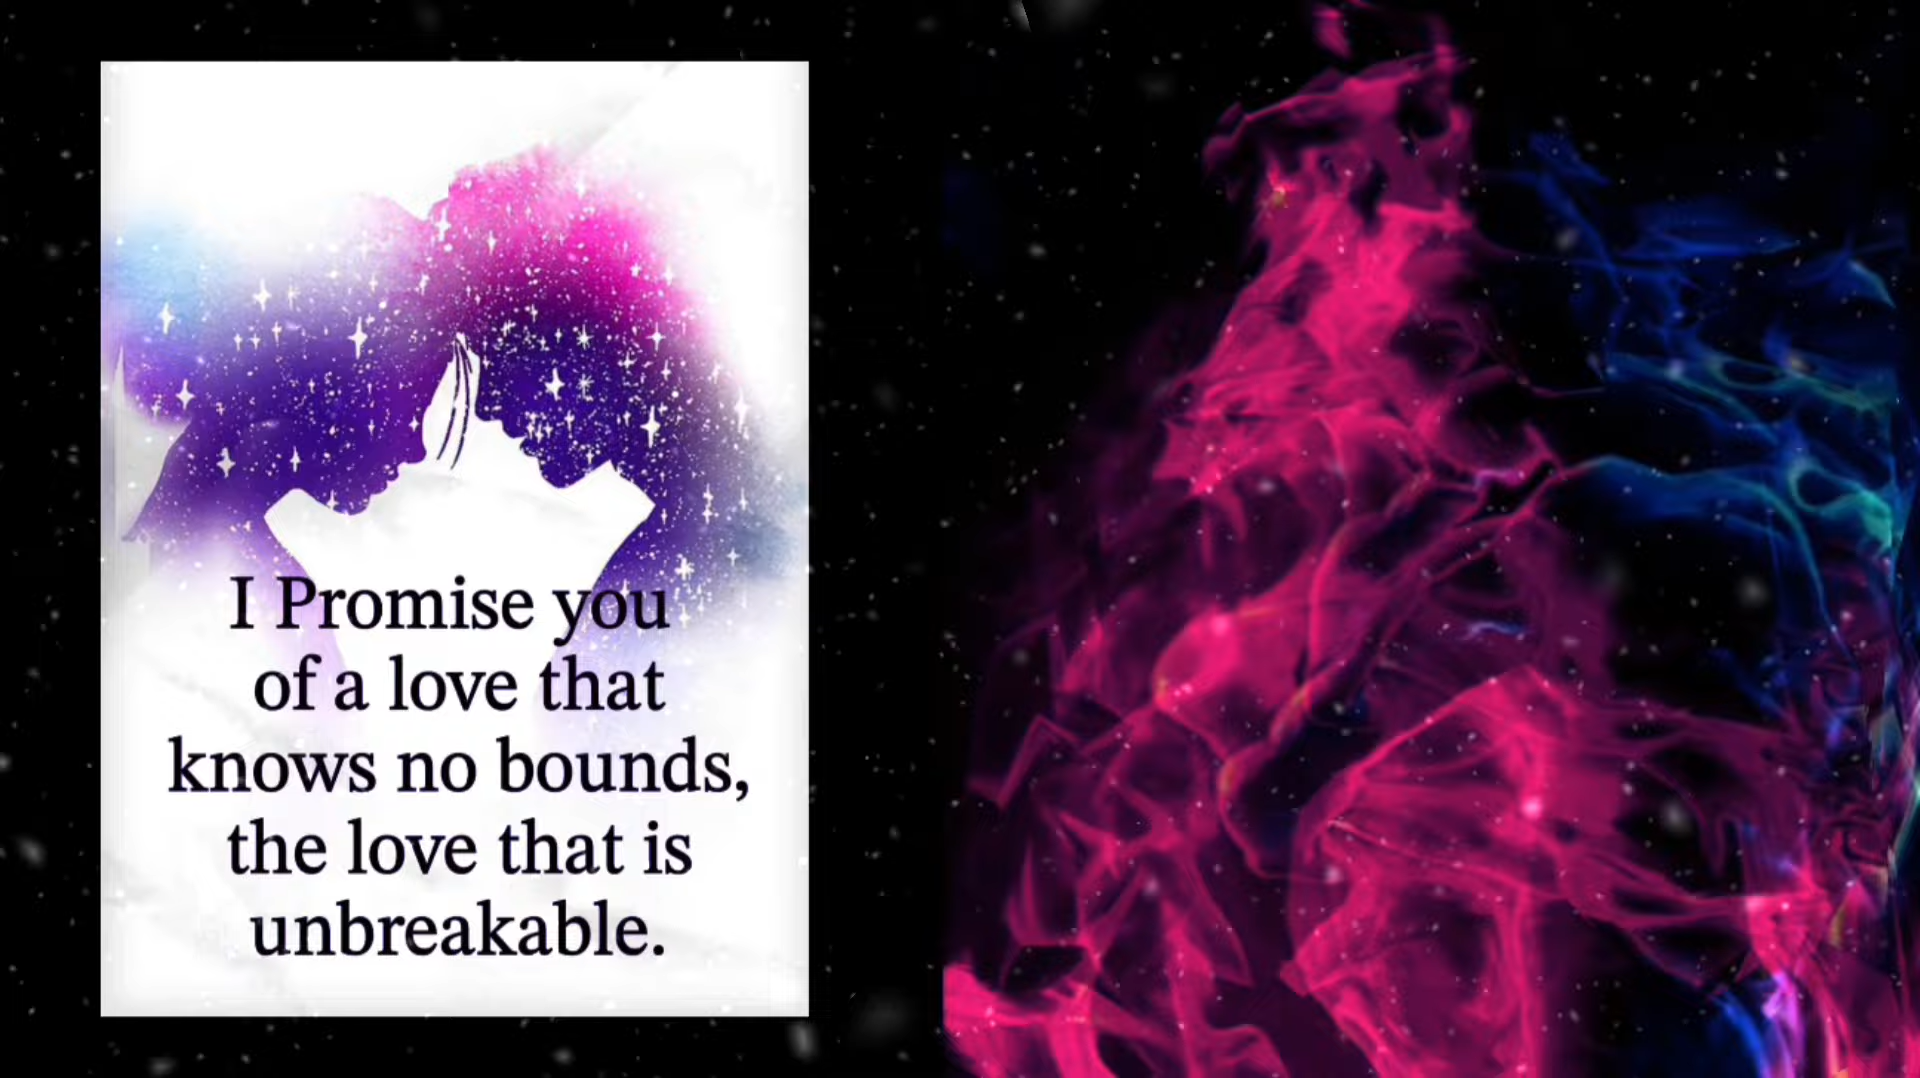 I Promise you
of a love that
knows no bounds,
the love that is
unbreakable.